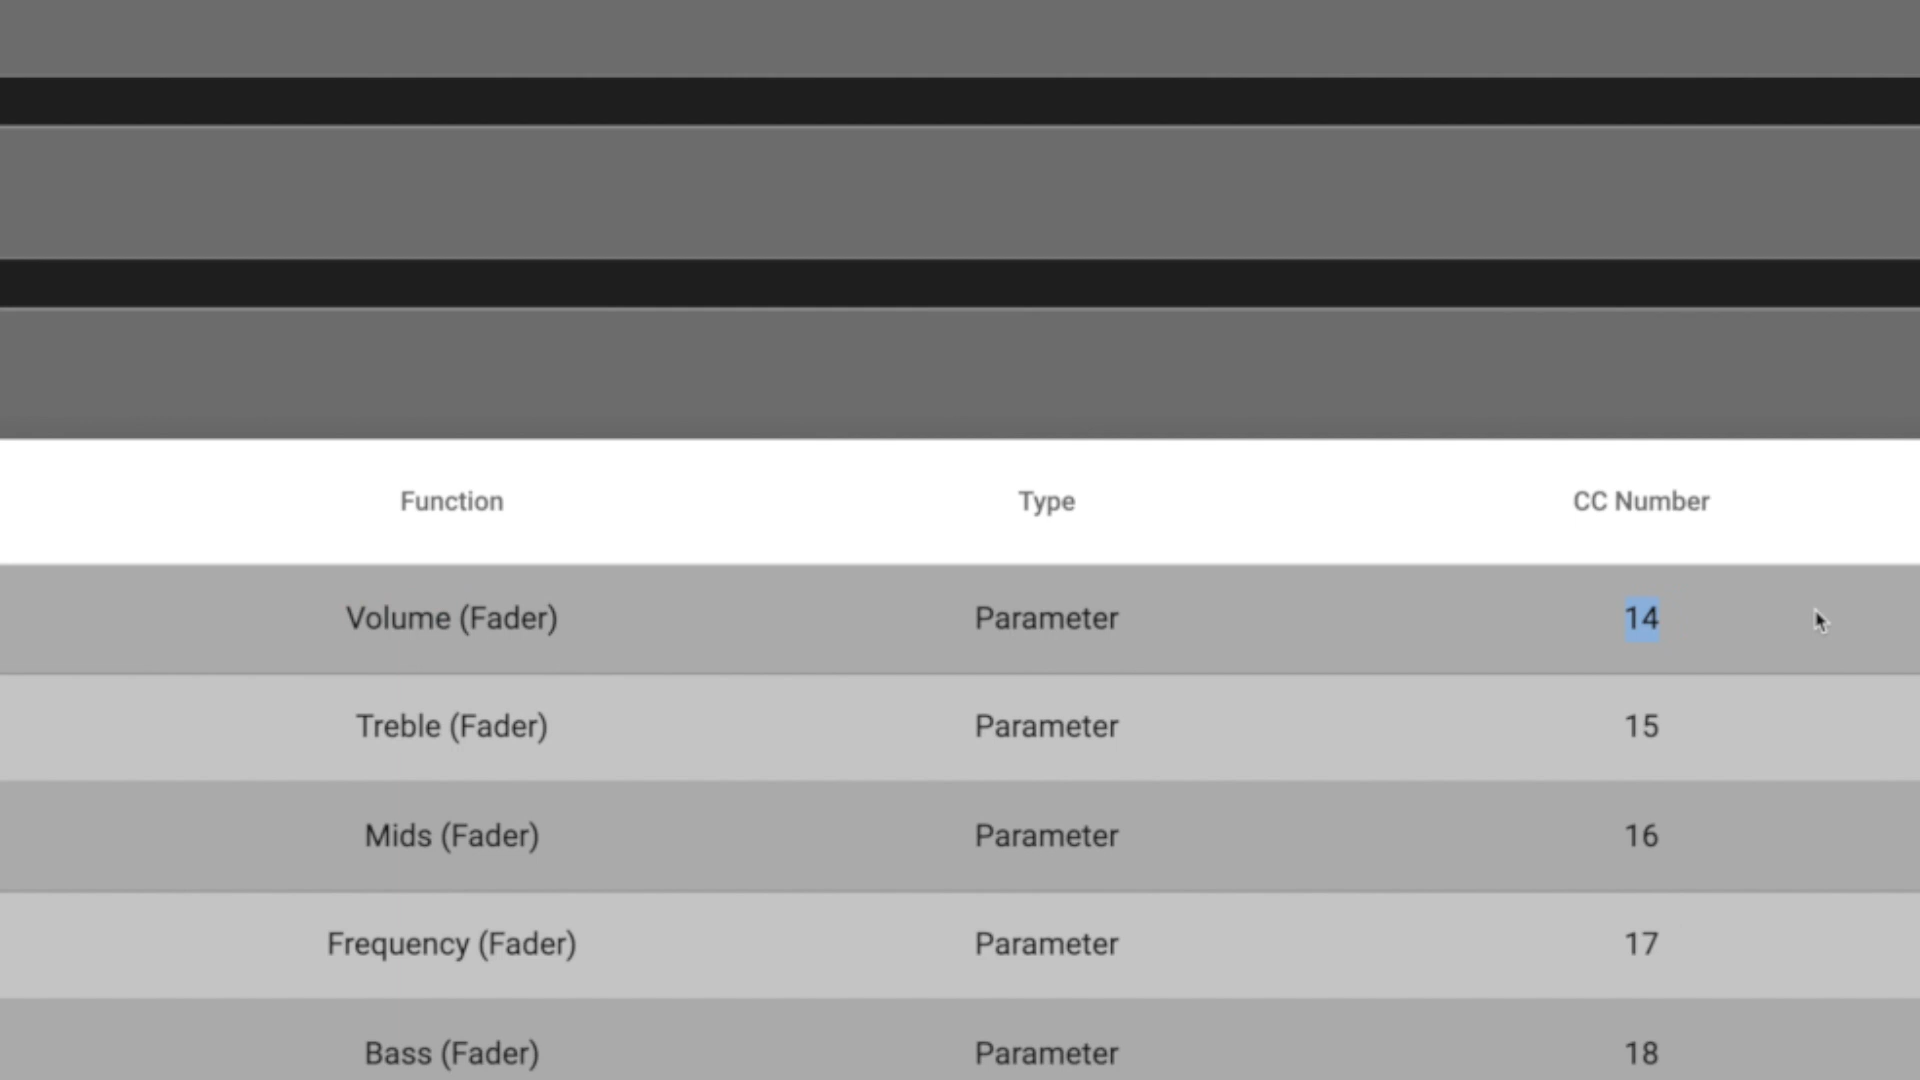 Function Type CC Number
Volume (Fader) Parameter 14
Treble (Fader) Parameter 15
Mids (Fader) Parameter 16
Frequency (Fader) Parameter 17
Bass (Fader) Parameter 18